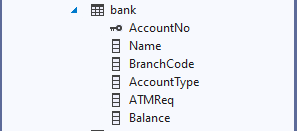 bank
AccountNo
Name
BranchCode
AccountType
ATMReq
Balance